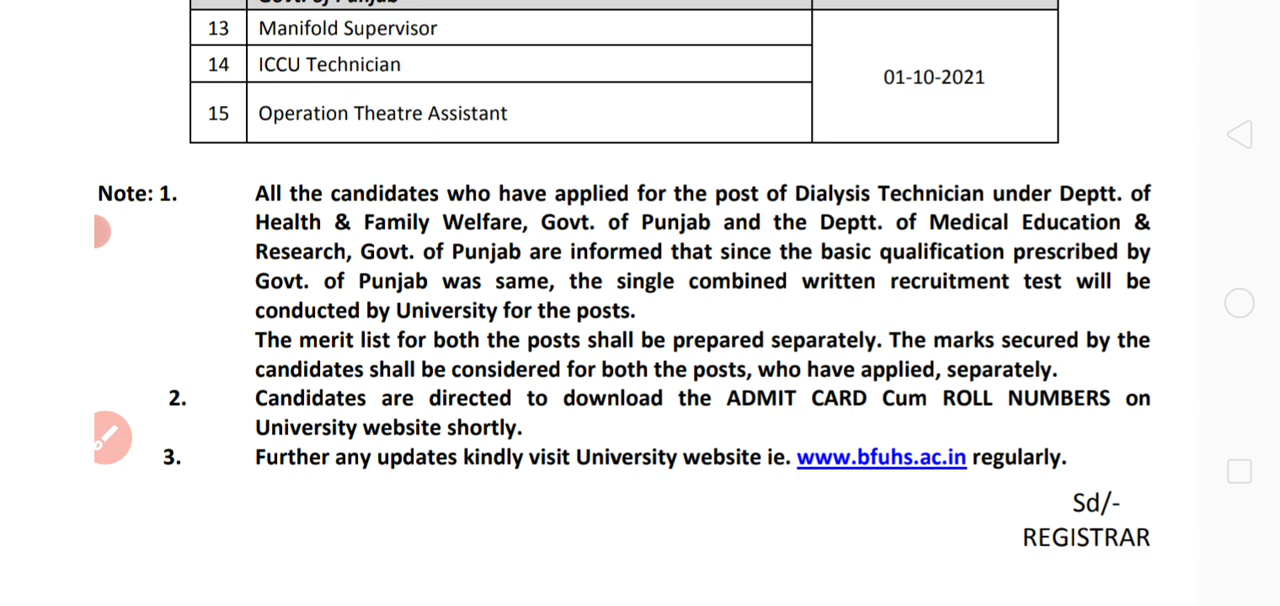 13 Manifold Supervisor
14 ICCU Technician
01-10-2021
15 Operation Theatre Assistant
Note: 1. All the candidates who have applied for the post of Dialysis Technician under Deptt. of
Health & Family Welfare, Govt. of Punjab and the Deptt. of Medical Education &
Research, Govt. of Punjab are informed that since the basic qualification prescribed by
Govt. of Punjab was same, the single combined written recruitment test will be
conducted by University for the posts.
The merit list for both the posts shall be prepared separately. The marks secured by the
candidates shall be considered for both the posts, who have applied, separately.
2. Candidates are directed to download the ADMIT CARD Cum ROLL NUMBERS on
University website shortly.
3. Further any updates kindly visit University website ie. www.bfuhs.ac.in regularly.
Sd/-
REGISTRAR